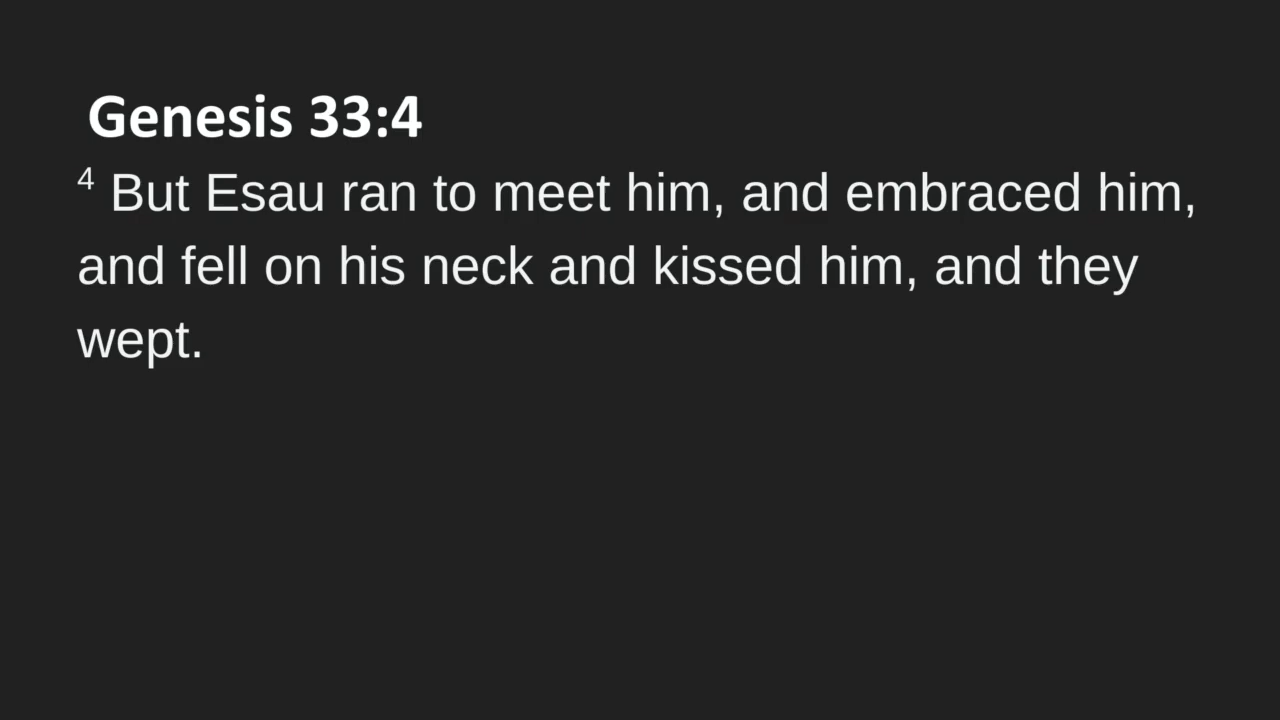 Genesis 33:4
4 But Esau ran to meet him, and embraced him,
and fell on his neck and kissed him, and they
wept.